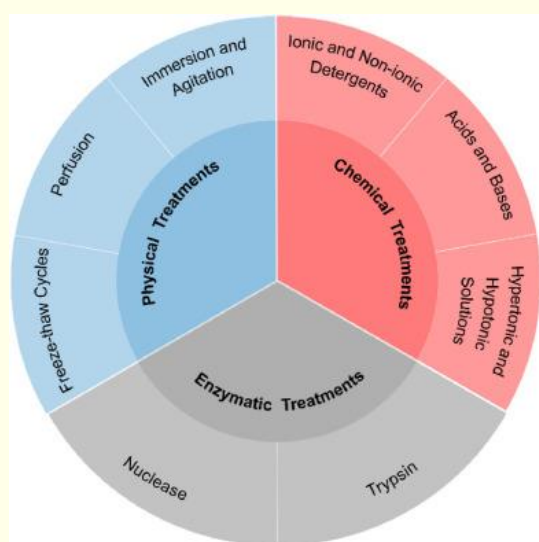 Immersion and
Agitation
Ionic and Non-ionic
Detergents
Perfusion
Acids and Bases
Physical Treatments
Chemical Treatments
Freeze-thaw Cycles
Hypertonic and
Hypotonic
Solutions
Enzymatic Treatments
Nuclease
Trypsin